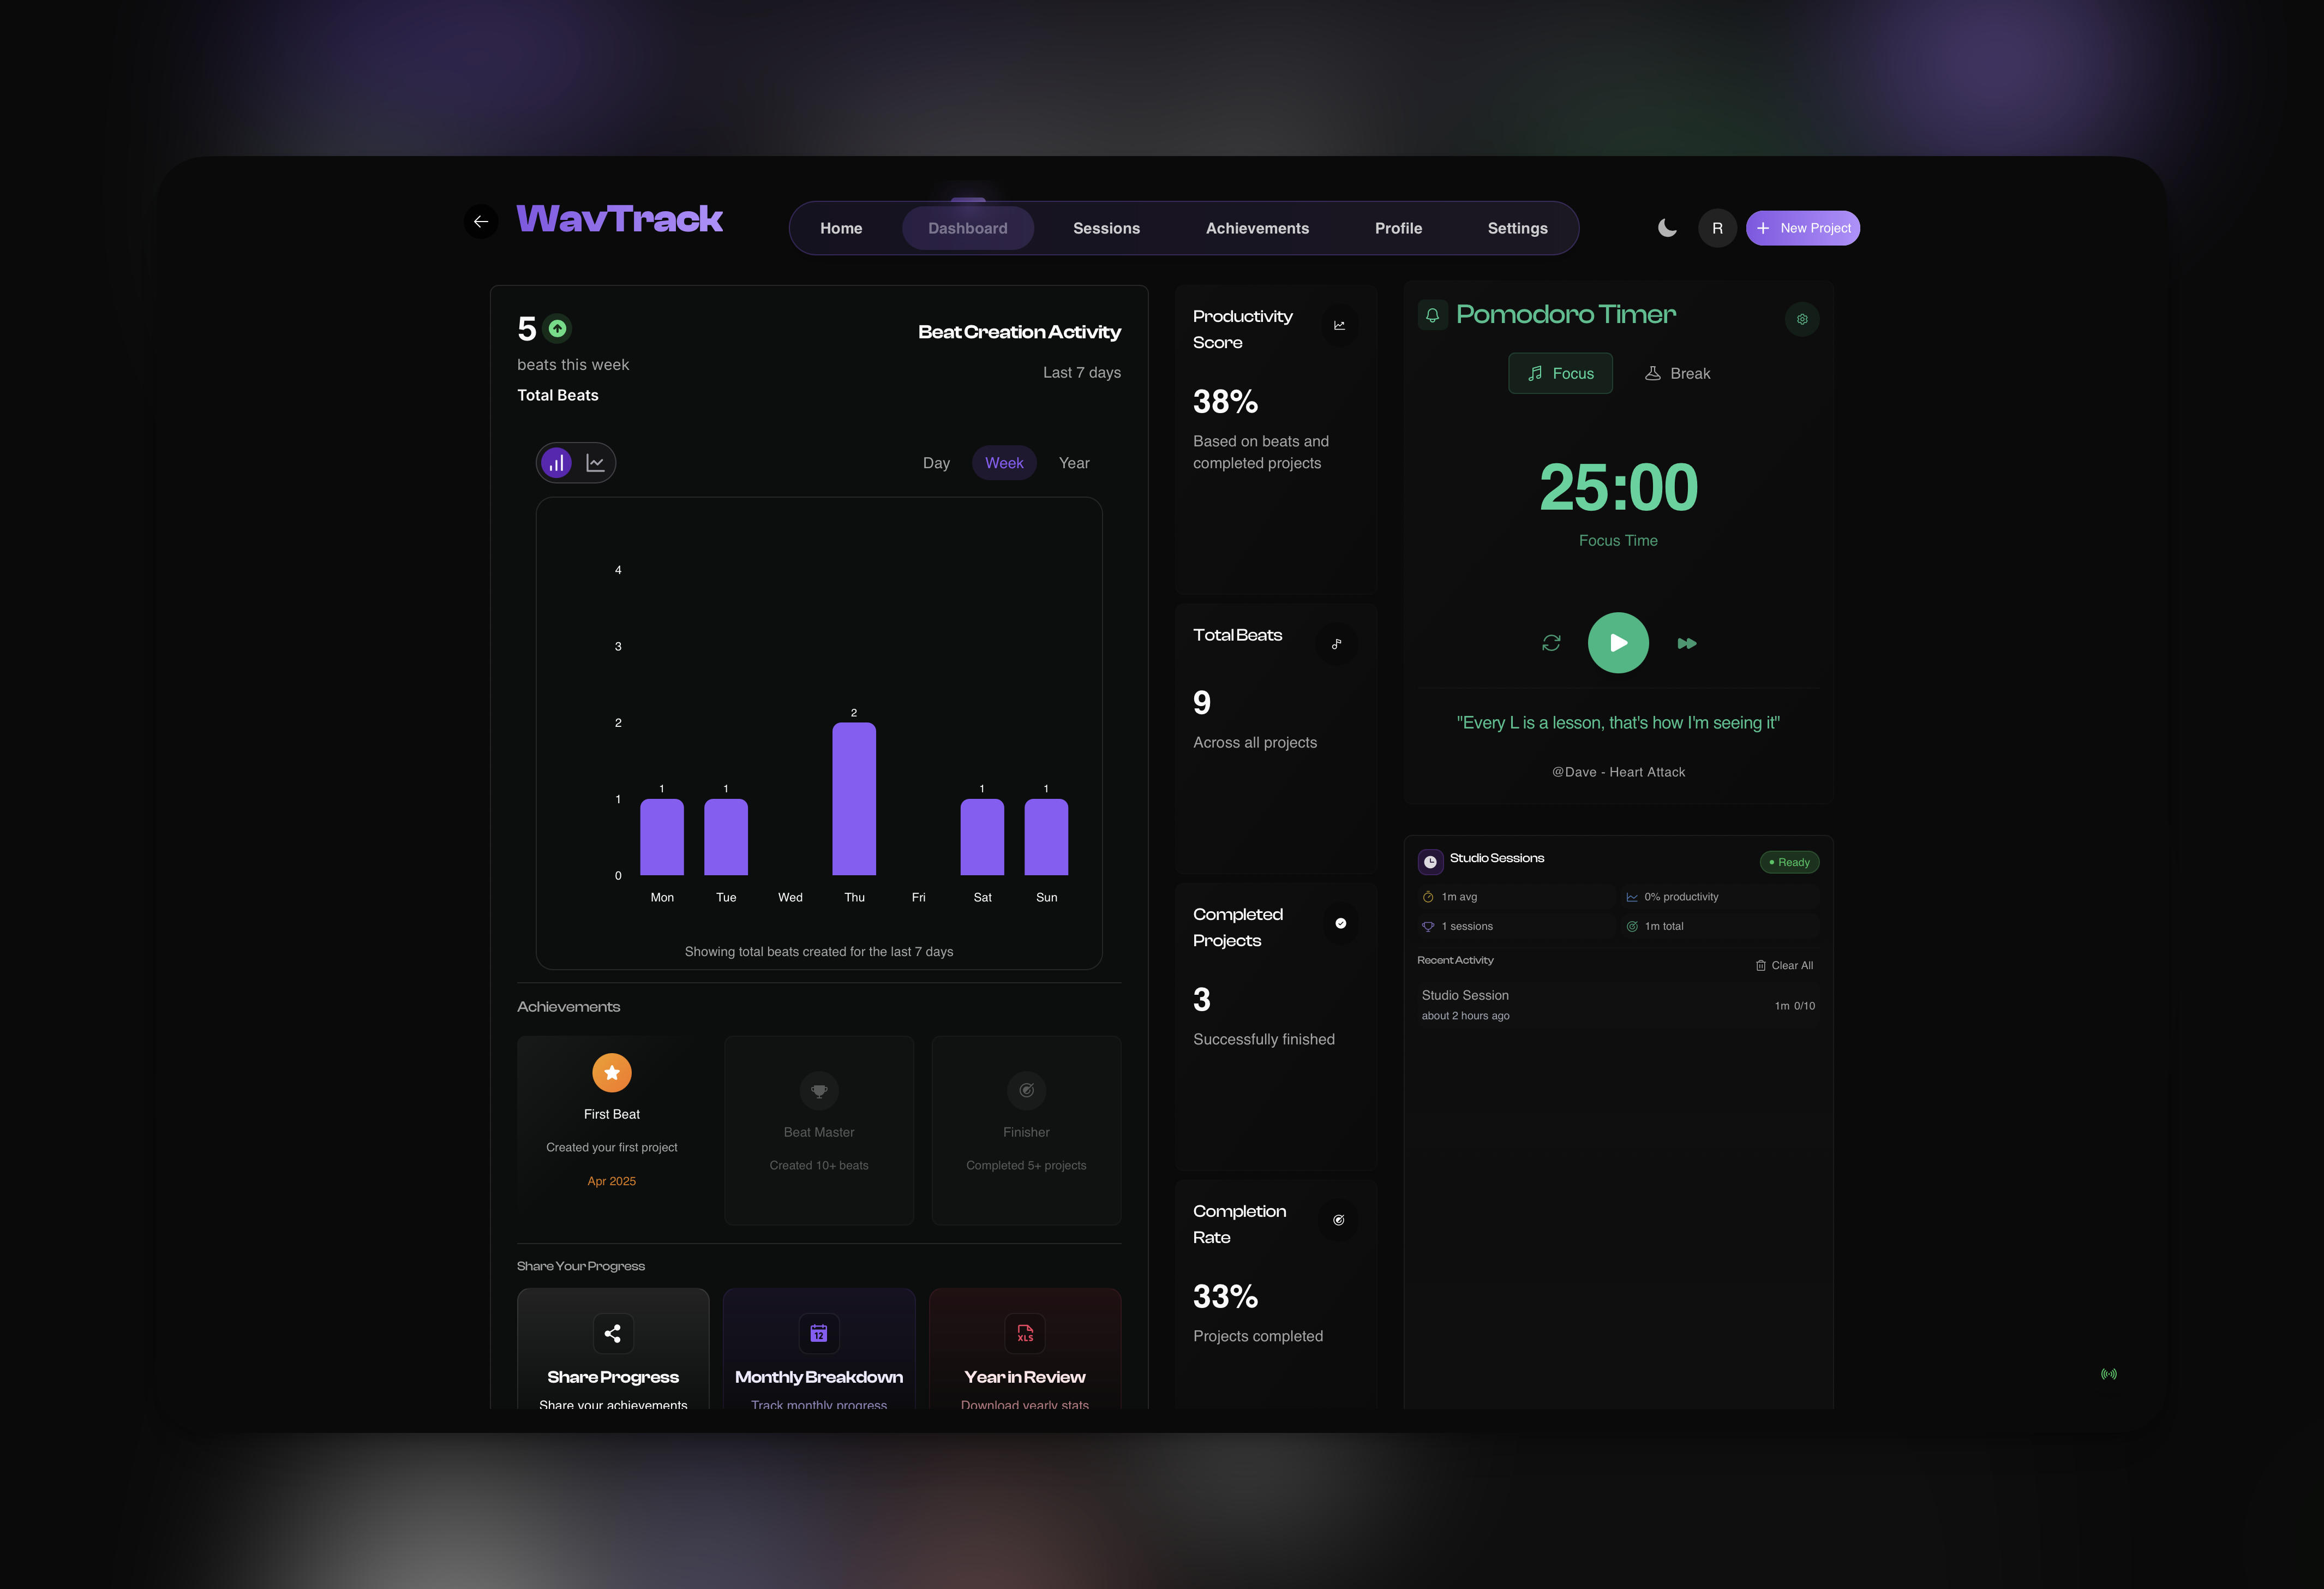 WavTrack
Home
Dashboard
Sessions
Achievements
Profile
Settings
R
New Project
5
beats this week
Total Beats
Beat Creation Activity
Last 7 days
Day
Week
Year
4
3
2
1
0
1
1
2
1
1
Mon
Tue
Wed
Thu
Fri
Sat
Sun
Showing total beats created for the last 7 days
Achievements
First Beat
Created your first project
Apr 2025
Beat Master
Created 10+ beats
Finisher
Completed 5+ projects
Share Your Progress
Share Progress
Share your achievements
12
Monthly Breakdown
Track monthly progress
XLS
Year in Review
Download yearly stats
Productivity
Score
38%
Based on beats and
completed projects
Total Beats
9
Across all projects
Completed
Projects
3
Successfully finished
Completion
Rate
33%
Projects completed
Pomodoro Timer
Focus
Break
25:00
Focus Time
"Every L is a lesson, that's how I'm seeing it"
@Dave - Heart Attack
Studio Sessions
Ready
1m avg
0% productivity
1 sessions
1m total
Recent Activity
Clear All
Studio Session
about 2 hours ago
1m 0/10